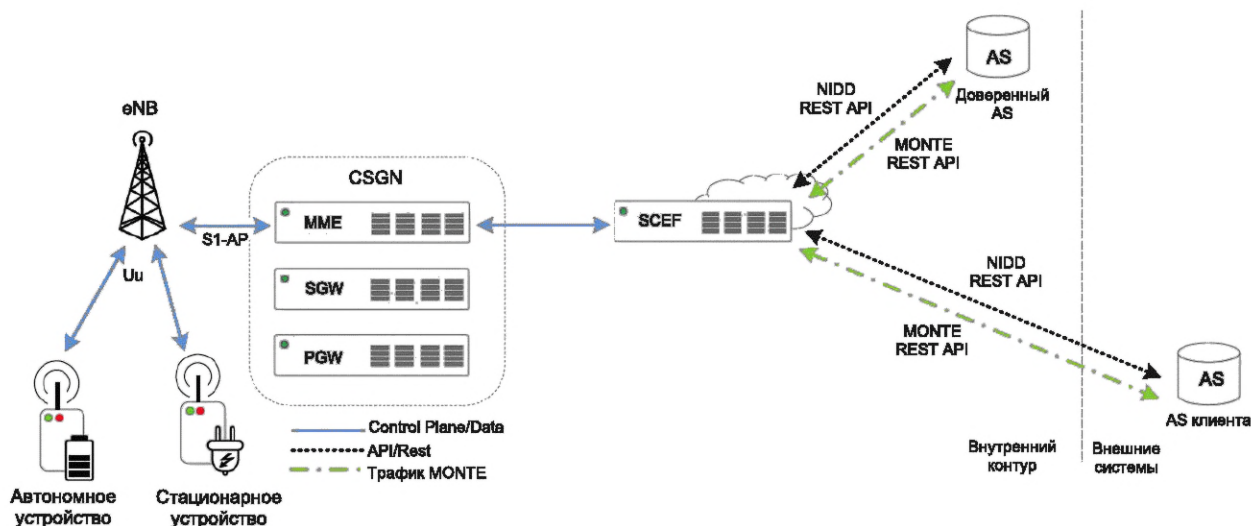 AS
Доверенный
AS
NIDD
REST API
MONTE
REST API
eNB
CSGN
MME
S1-AP
SCEF
Uu
SGW
NIDD
REST API
MONTE
REST API
PGW
AS
AS клиента
Control Plane/Data
API/Rest
Трафик MONTE
Внутренний
контур
Внешние
системы
Автономное
устройство
Стационарное
устройство